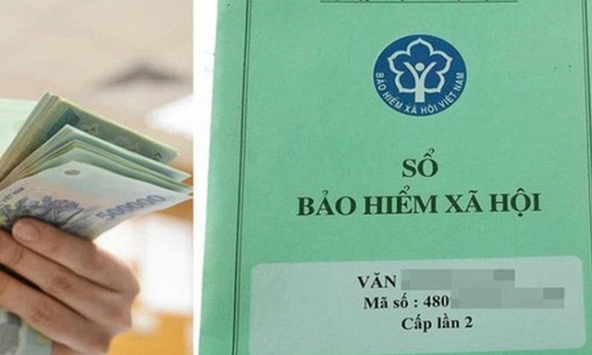 500000
BẢO HIỂM XÃ HỘI VIỆT NAM
SỔ
BẢO HIỂM XÃ HỘI
VĂN
Mã số : 480
Cấp lần 2